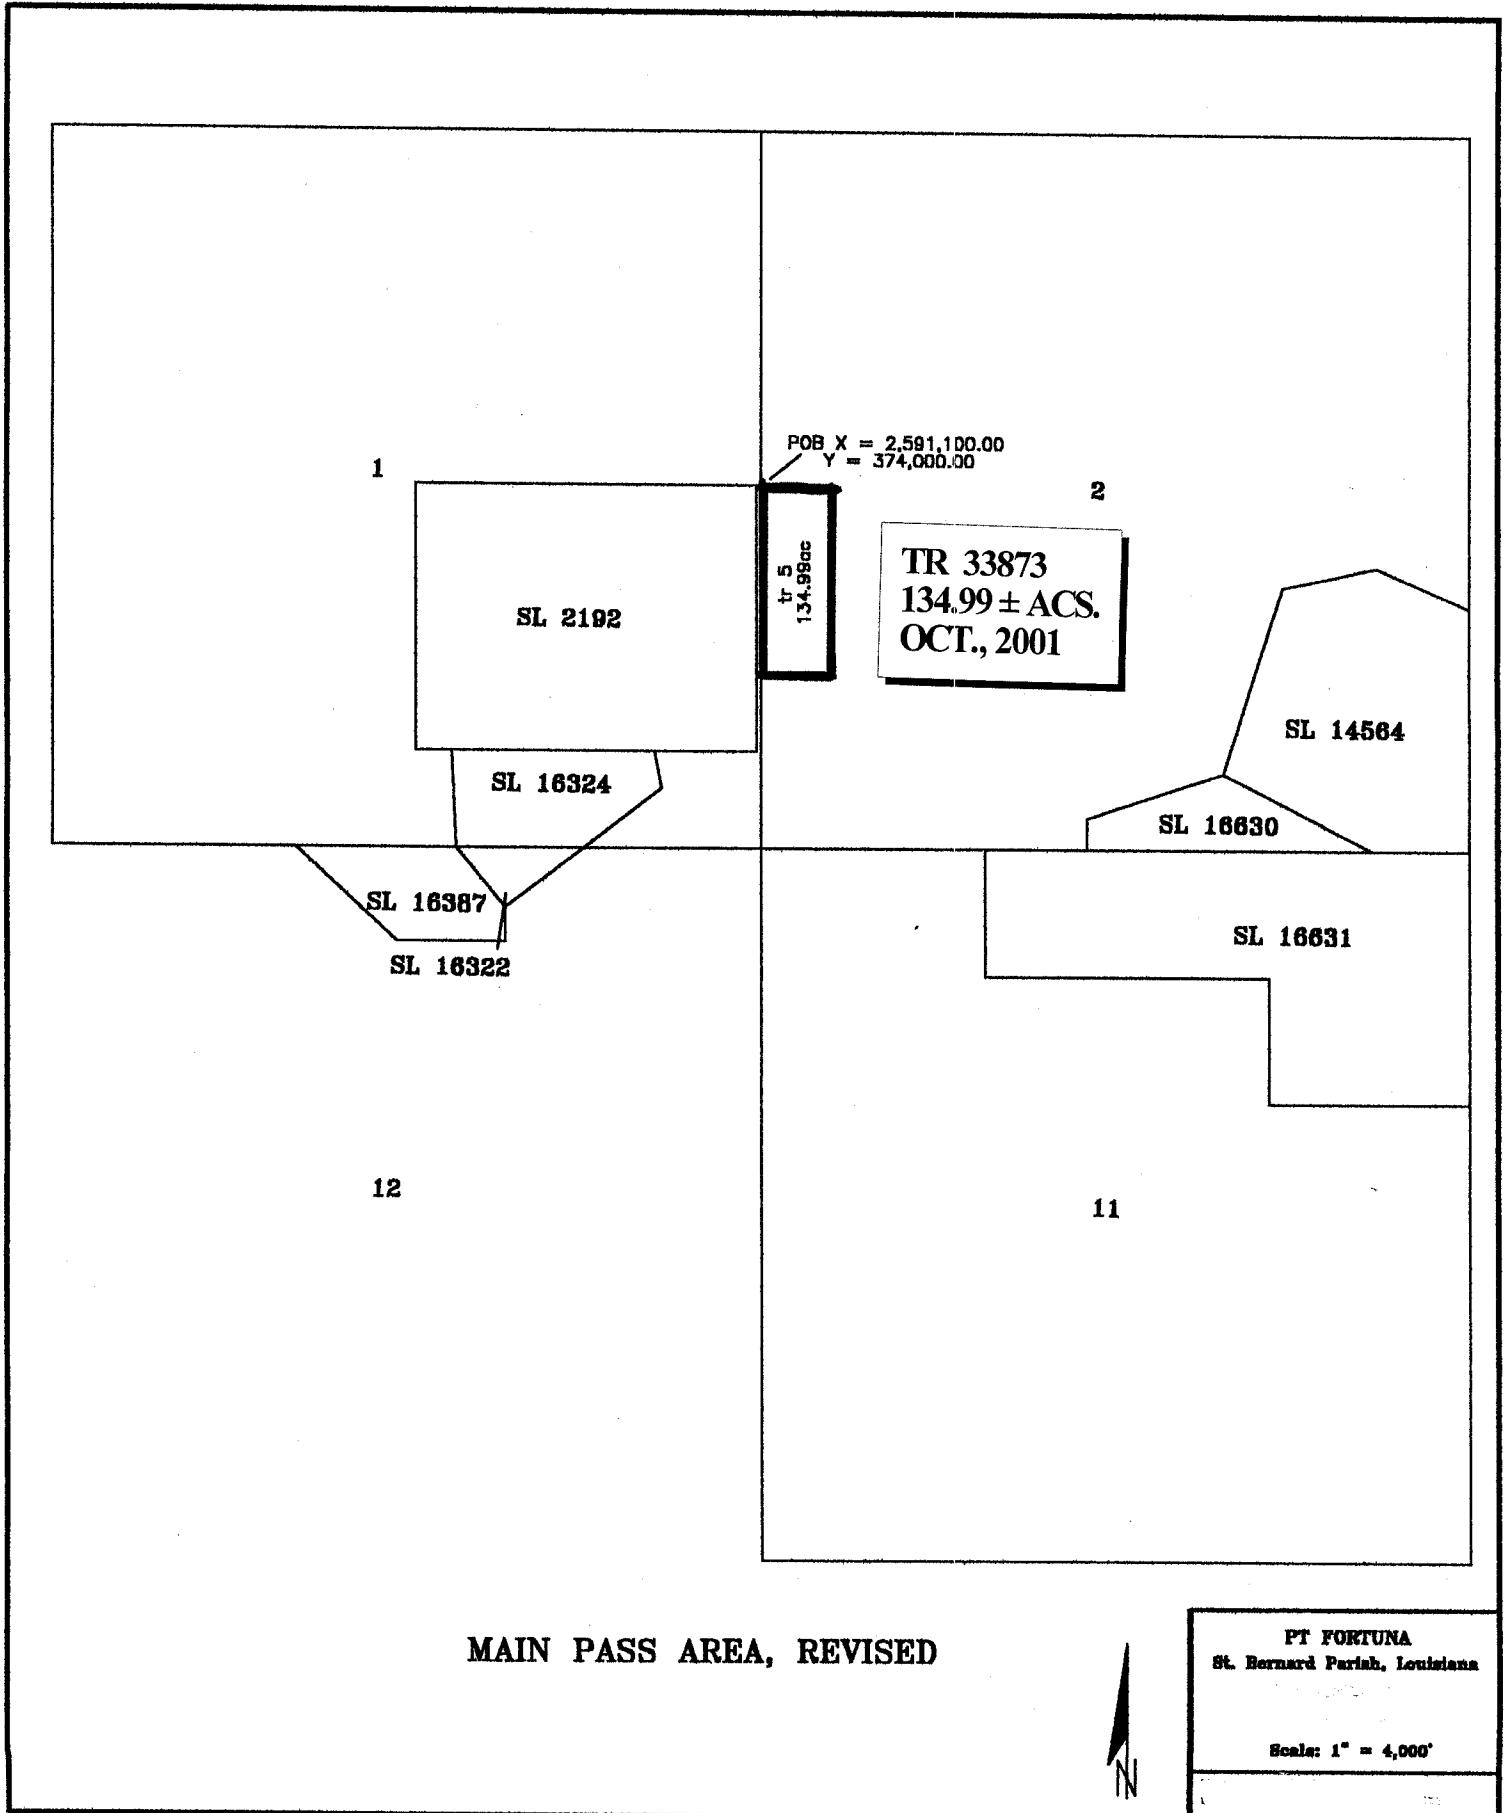 POB X = 2,591,100.00
Y = 374,000.00
1
2
tr 5
134.99ac
TR 33873
134.99 ± ACS.
OCT., 2001
SL 2192
SL 14564
SL 16324
SL 16630
SL 16387
SL 16631
SL 16322
12
11
MAIN PASS AREA, REVISED
N
PT FORTUNA
St. Bernard Parish, Louisiana
Scale: 1" = 4,000'